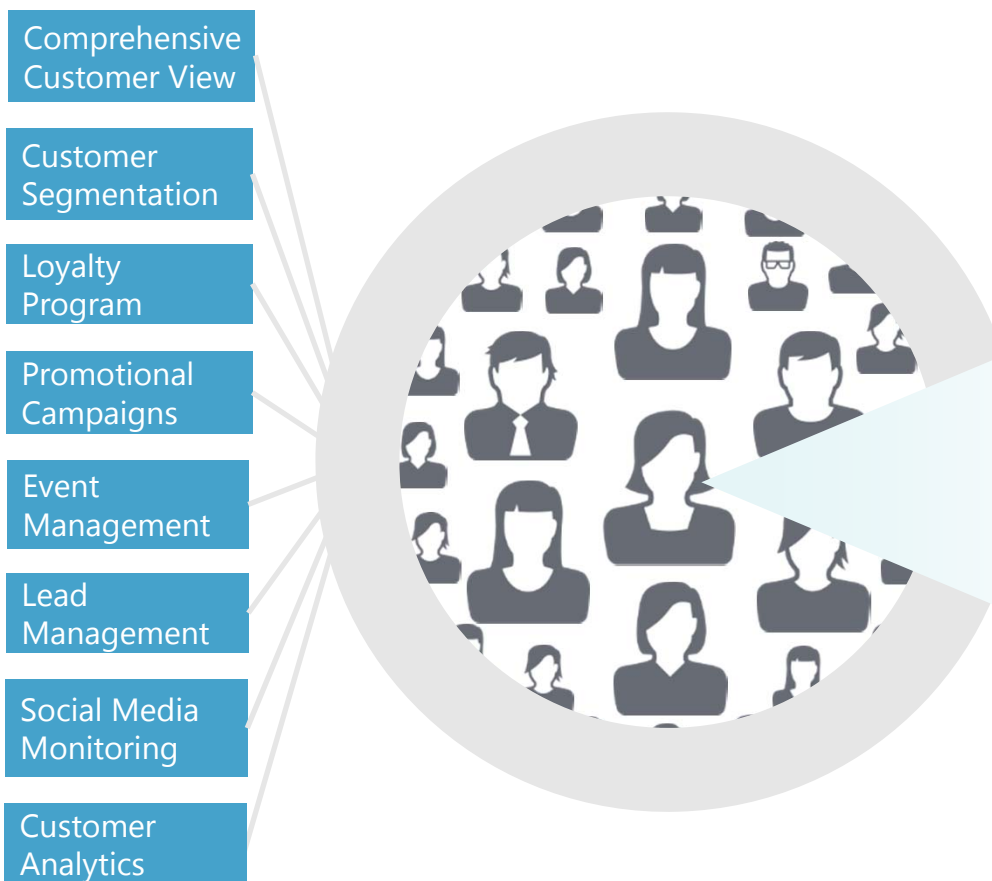 Comprehensive
Customer View
Customer
Segmentation
Loyalty
Program
Promotional
Campaigns
Event
Management
Lead
Management
Social Media
Monitoring
Customer
Analytics